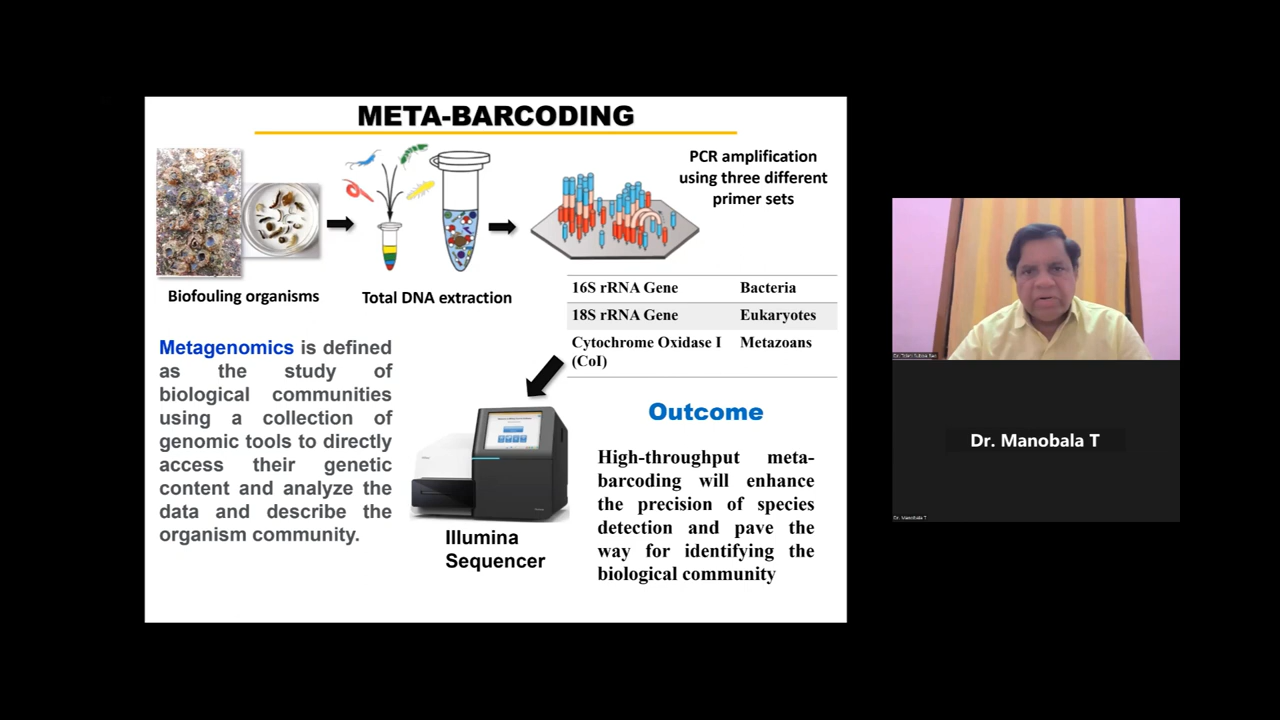 META-BARCODING
PCR amplification
using three different
primer sets
Biofouling organisms
Total DNA extraction
16S rRNA Gene Bacteria
18S rRNA Gene Eukaryotes
Cytochrome Oxidase I Metazoans
(CoI)
Metagenomics is defined
as the study of
biological communities
using a collection of
genomic tools to directly
access their genetic
content and analyze the
data and describe the
organism community.
Illumina
Sequencer
Outcome
High-throughput meta-
barcoding will enhance
the precision of species
detection and pave the
way for identifying the
biological community
Dr. Manobala T
Dr. Manobala T